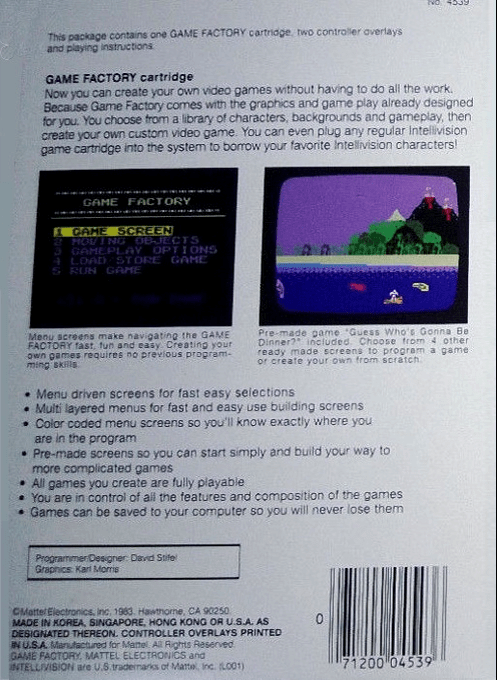 No. 4539
This package contains one GAME FACTORY cartridge, two controller overlays
and playing instructions.
GAME FACTORY cartridge
Now you can create your own video games without having to do all the work.
Because Game Factory comes with the graphics and game play already designed
for you. You choose from a library of characters, backgrounds and gameplay, then
create your own custom video game. You can even plug any regular Intellivision
game cartridge into the system to borrow your favorite Intellivision characters!
GAME FACTORY
1 GAME SCREEN
2 MOVING OBJECTS
3 GAMEPLAY OPTIONS
4 LOAD STORE GAME
5 RUN GAME
Menu screens make navigating the GAME
FACTORY fast, fun and easy. Creating your
own games requires no previous program-
ming skills.
Pre-made game "Guess Who's Gonna Be
Dinner?" included. Choose from 4 other
ready made screens to program a game
or create your own from scratch.
• Menu driven screens for fast easy selections
• Multi layered menus for fast and easy use building screens
• Color coded menu screens so you'll know exactly where you
are in the program
• Pre-made screens so you can start simply and build your way to
more complicated games
• All games you create are fully playable
• You are in control of all the features and composition of the games
• Games can be saved to your computer so you will never lose them
Programmer/Designer: David Stifel
Graphics: Karl Morris
©Mattel Electronics, Inc. 1983. Hawthorne, CA 90250.
MADE IN KOREA, SINGAPORE, HONG KONG OR U.S.A. AS
DESIGNATED THEREON. CONTROLLER OVERLAYS PRINTED
IN U.S.A. Manufactured for Mattel. All Rights Reserved.
GAME FACTORY, MATTEL ELECTRONICS and
INTELLIVISION are U.S. trademarks of Mattel, Inc. (L001)
0
71200 04539